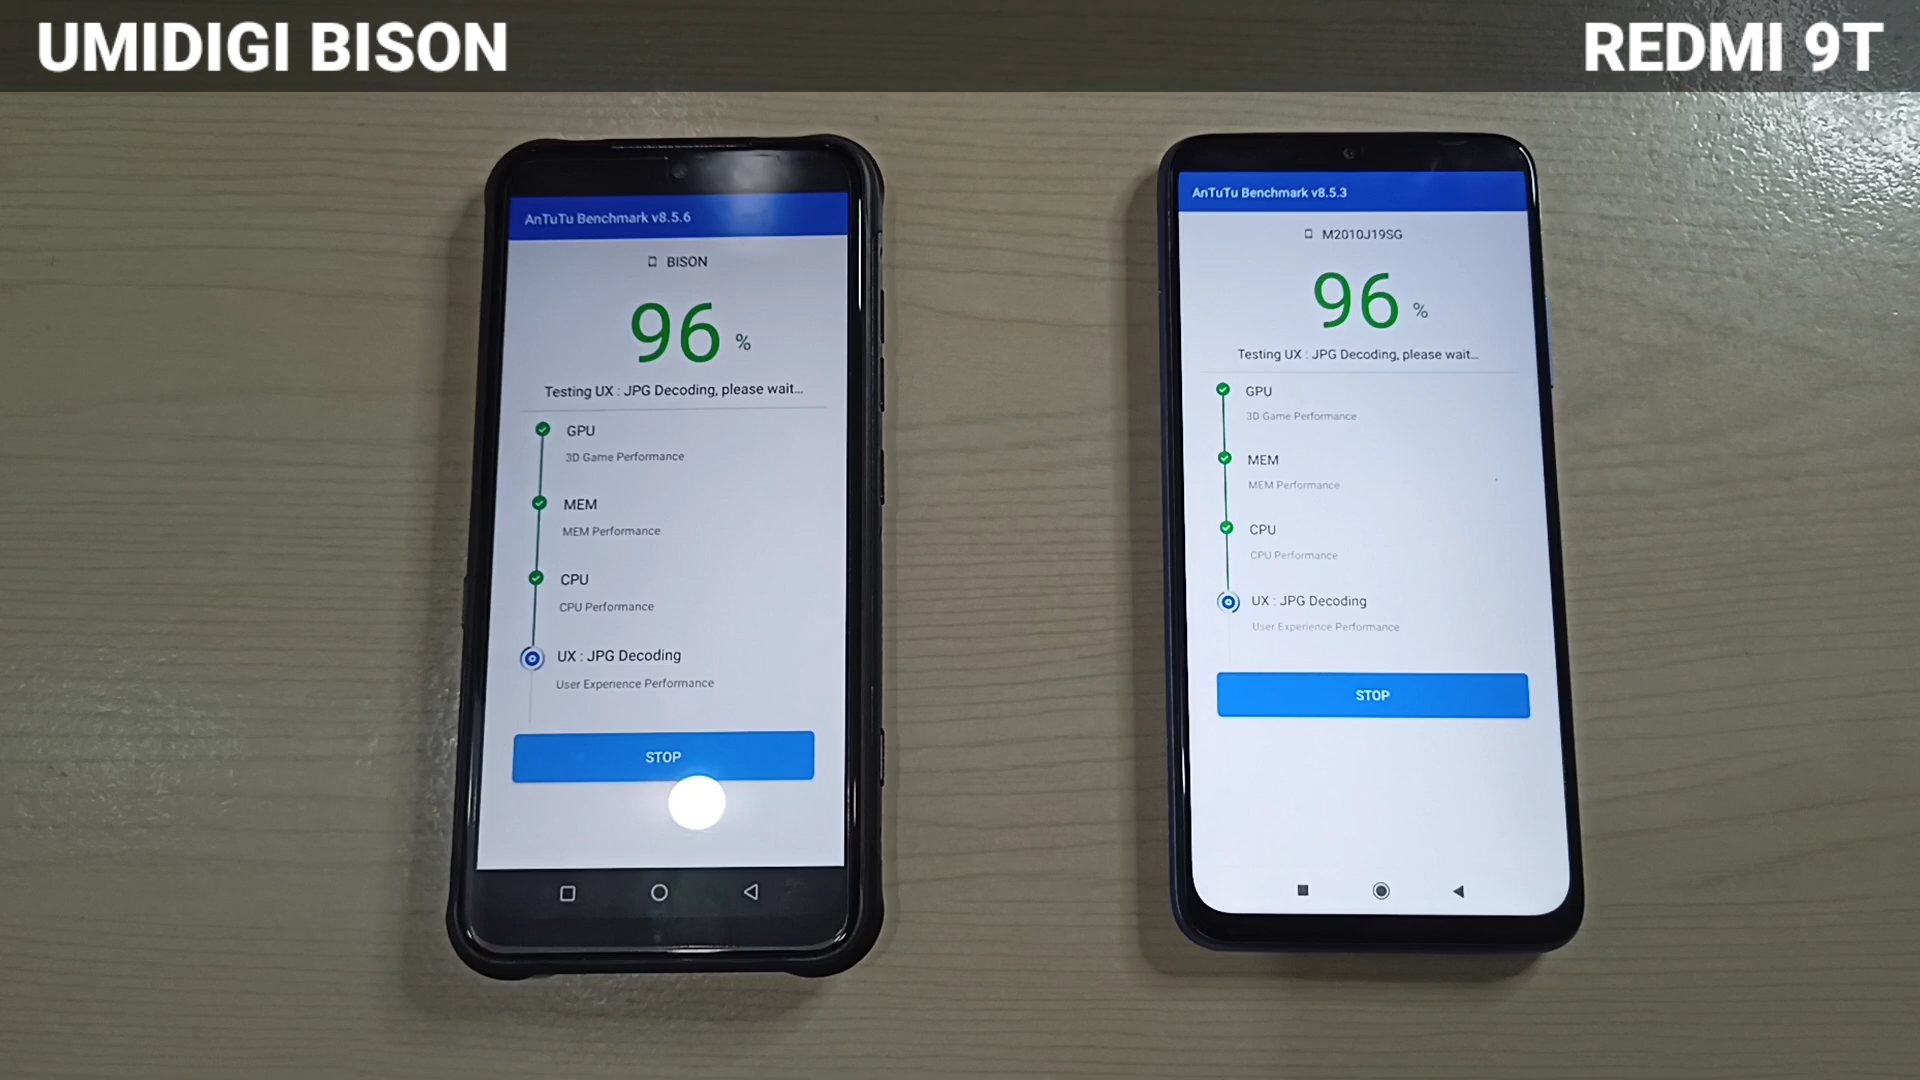 UMIDIGI BISON
REDMI 9T
AnTuTu Benchmark v8.5.6
BISON
96 %
Testing UX : JPG Decoding, please wait...
GPU
3D Game Performance
MEM
MEM Performance
CPU
CPU Performance
UX : JPG Decoding
User Experience Performance
STOP
AnTuTu Benchmark v8.5.3
M2010J19SG
96 %
Testing UX : JPG Decoding, please wait...
GPU
3D Game Performance
MEM
MEM Performance
CPU
CPU Performance
UX : JPG Decoding
User Experience Performance
STOP